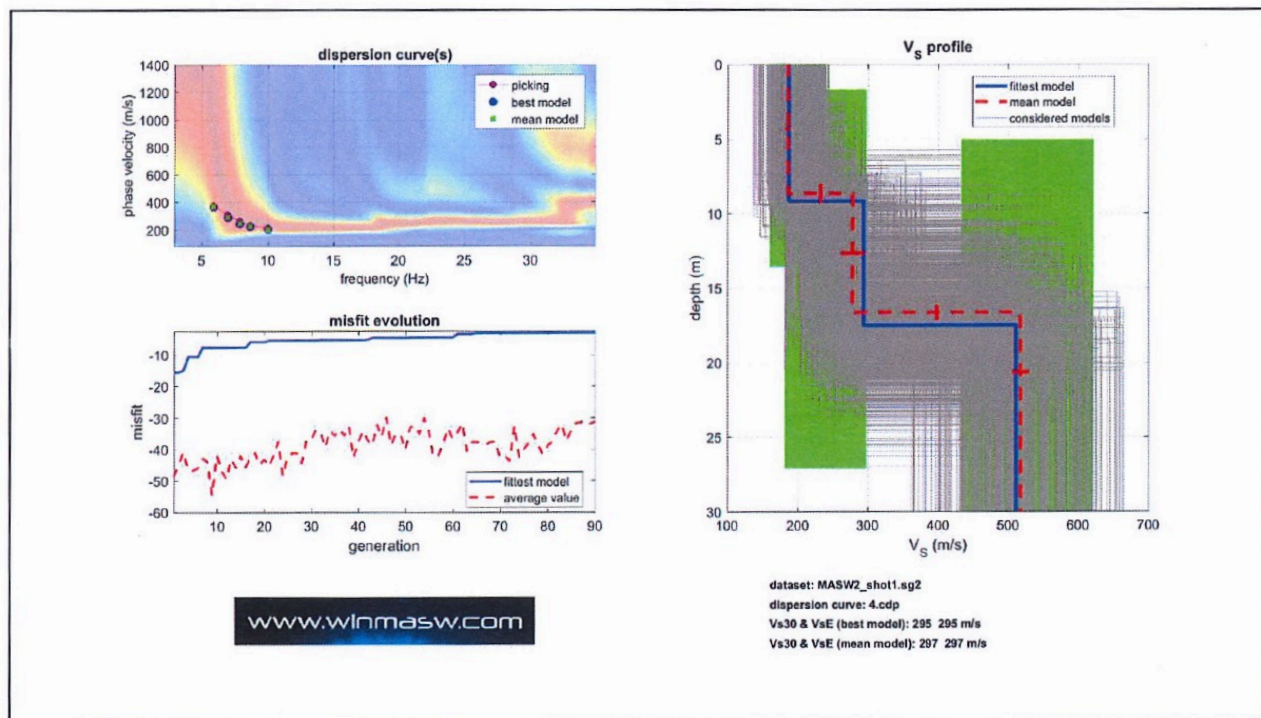 dispersion curve(s)
1400
1200
1000
800
600
400
200
phase velocity (m/s)
picking
best model
mean model
5
10
15
20
25
30
frequency (Hz)
misfit evolution
-10
-20
-30
-40
-50
-60
misfit
fittest model
average value
10
20
30
40
50
60
70
80
90
generation
www.winmasw.com
VS profile
0
5
10
15
20
25
30
depth (m)
fittest model
mean model
considered models
100
200
300
400
500
600
700
VS (m/s)
dataset: MASW2_shot1.sg2
dispersion curve: 4.cdp
Vs30 & VsE (best model): 295 295 m/s
Vs30 & VsE (mean model): 297 297 m/s